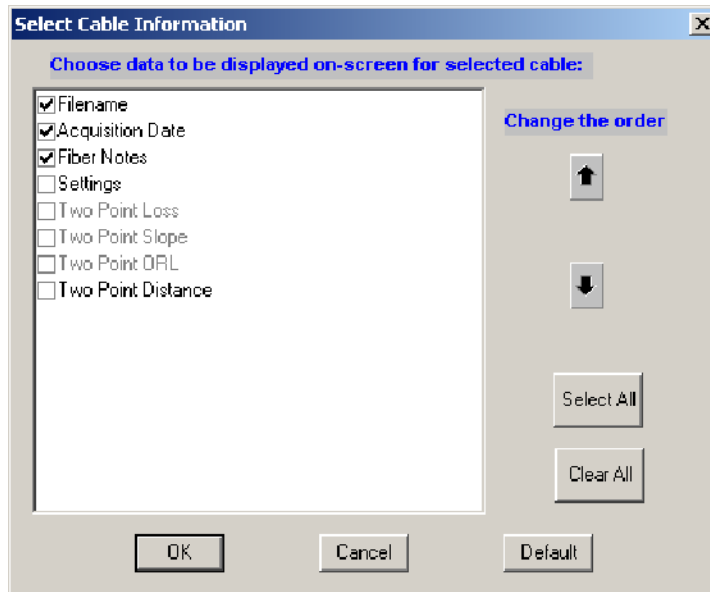 Select Cable Information
Choose data to be displayed on-screen for selected cable:
Filename
Acquisition Date
Fiber Notes
Settings
Two Point Loss
Two Point Slope
Two Point ORL
Two Point Distance
Change the order
Select All
Clear All
OK
Cancel
Default